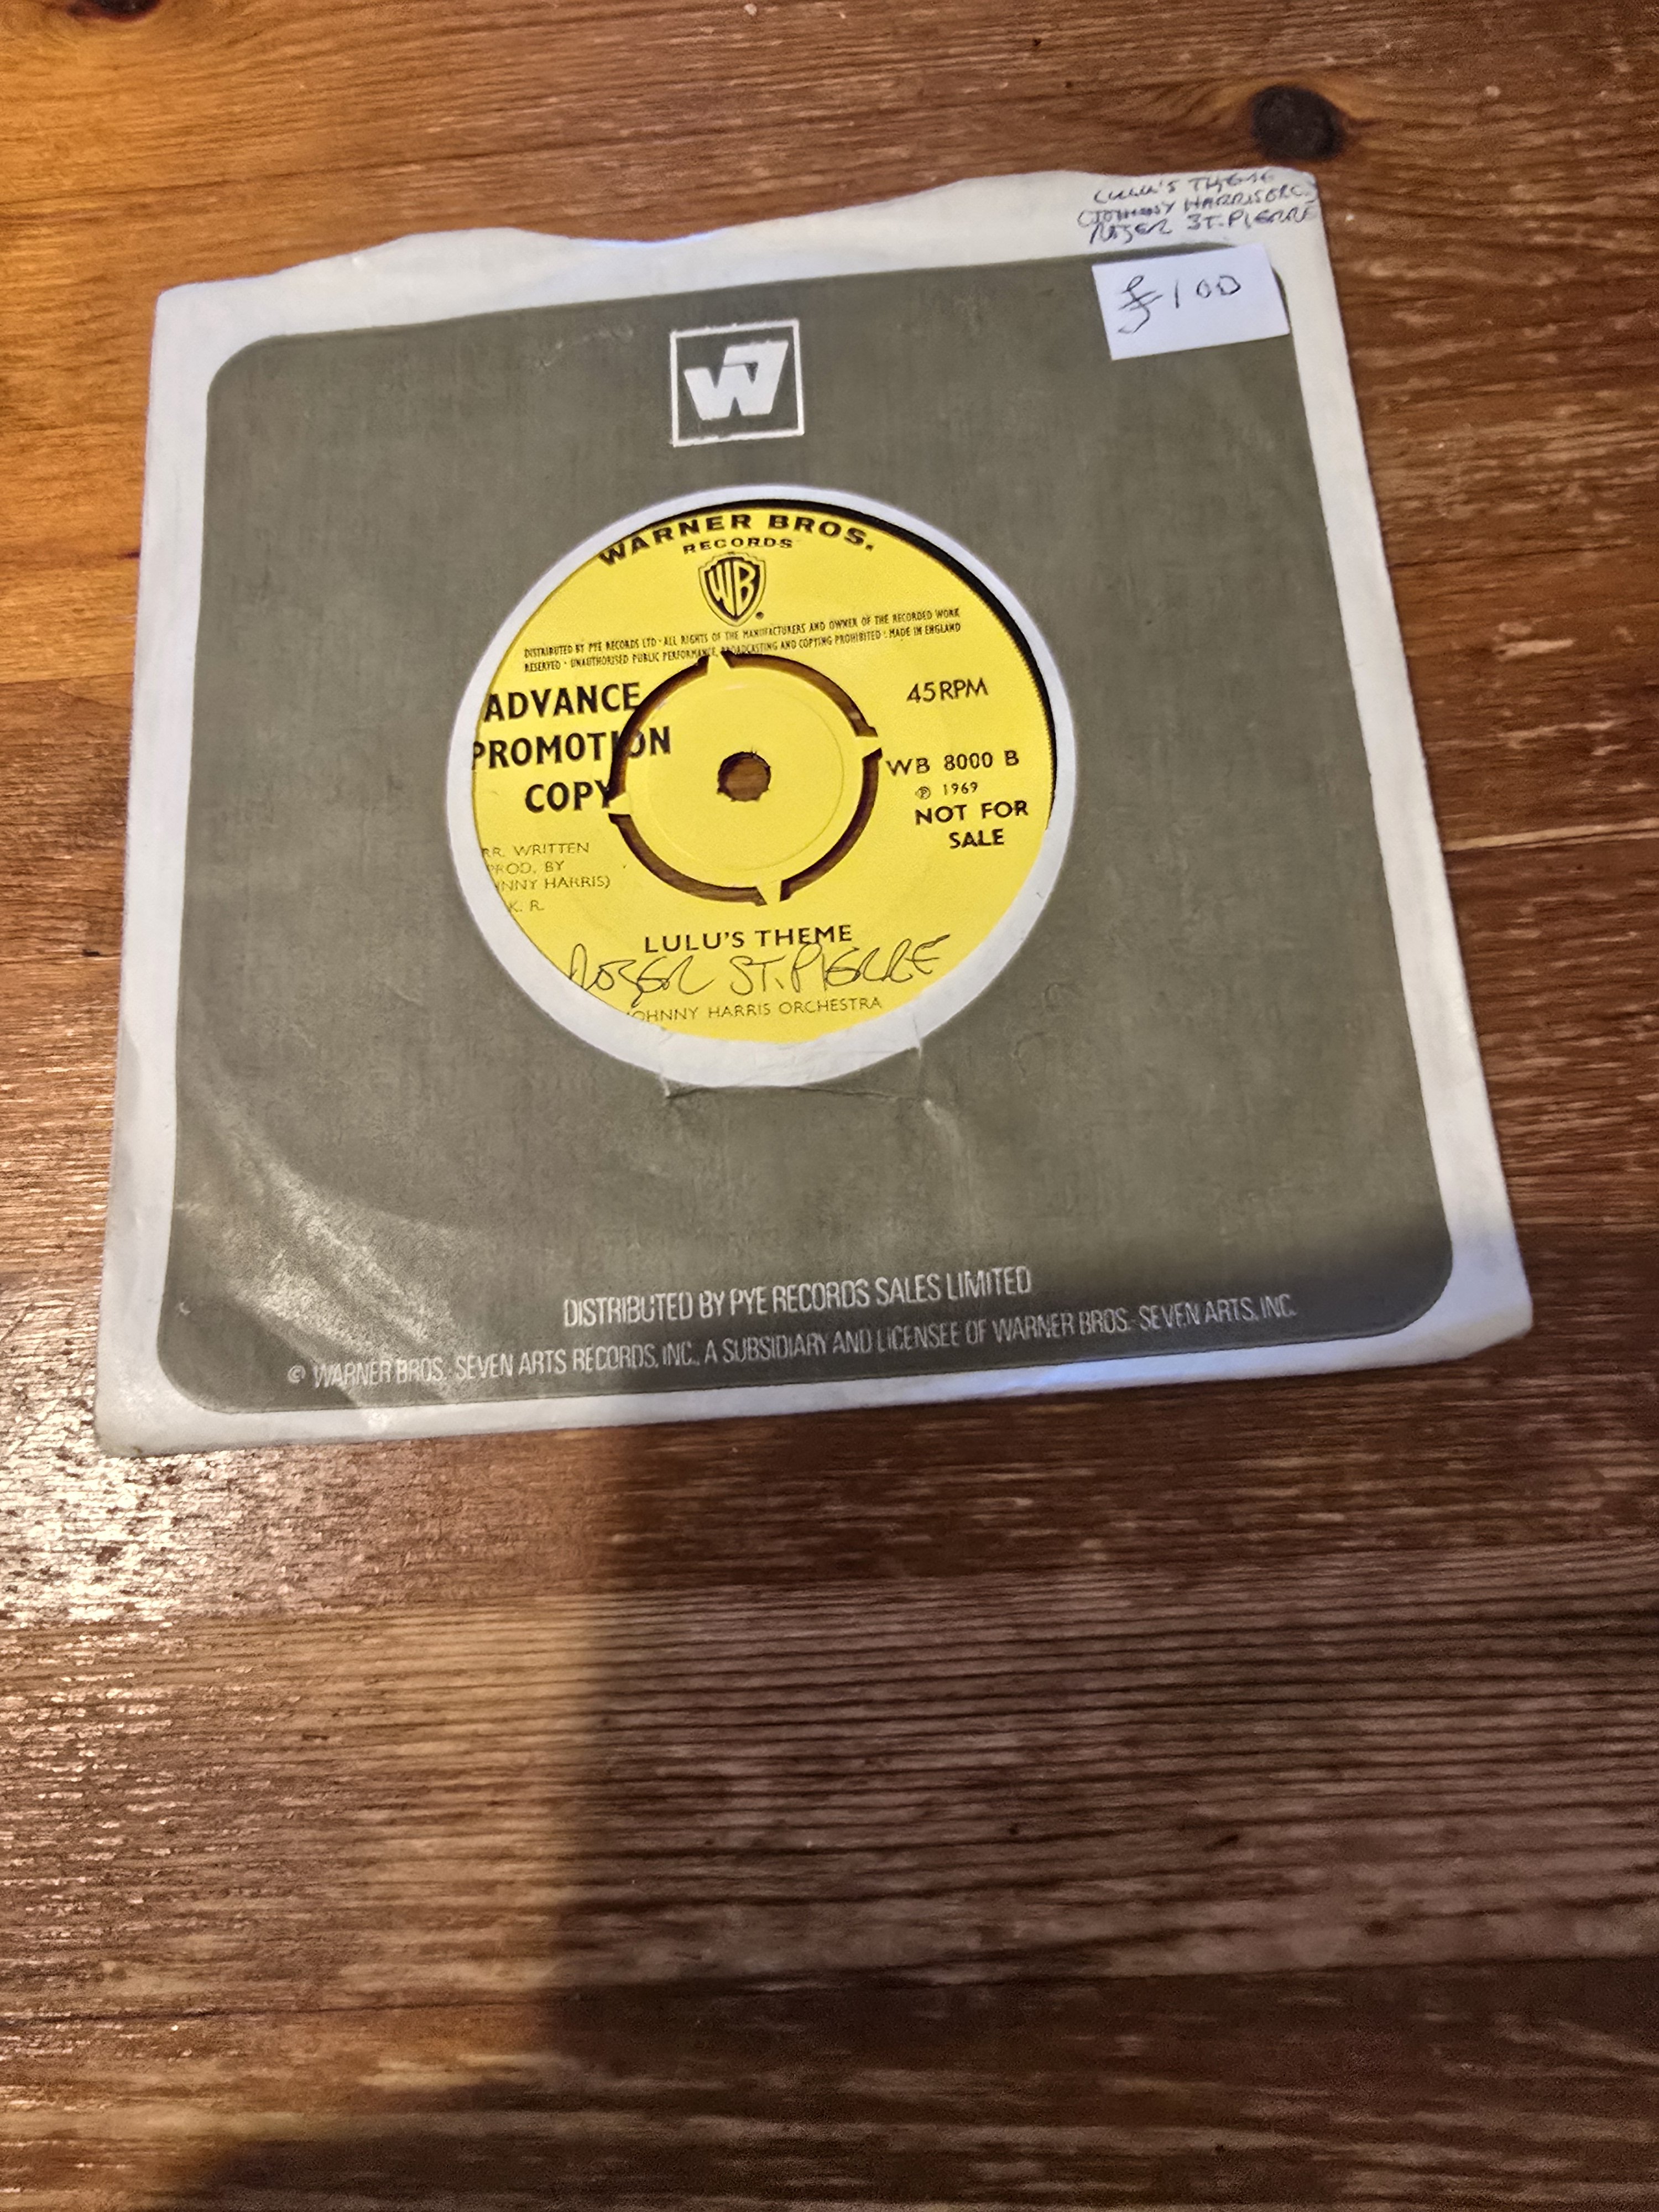 LULU'S THEME
(JOHNNY HARRIS ORC.)
ROGER ST. PIERRE
£100
W7
WARNER BROS.
RECORDS
WB
DISTRIBUTED BY PYE RECORDS LTD · ALL RIGHTS OF THE MANUFACTURERS AND OWNER OF THE RECORDED WORK
RESERVED · UNAUTHORISED PUBLIC PERFORMANCE, BROADCASTING AND COPYING PROHIBITED : MADE IN ENGLAND
ADVANCE
PROMOTION
COPY
45 RPM
WB 8000 B
℗ 1969
NOT FOR
SALE
RR. WRITTEN
PROD. BY
NNY HARRIS)
K. R.
LULU'S THEME
ROGER ST. PIERRE
JOHNNY HARRIS ORCHESTRA
DISTRIBUTED BY PYE RECORDS SALES LIMITED
© WARNER BROS.-SEVEN ARTS RECORDS, INC., A SUBSIDIARY AND LICENSEE OF WARNER BROS.-SEVEN ARTS, INC.